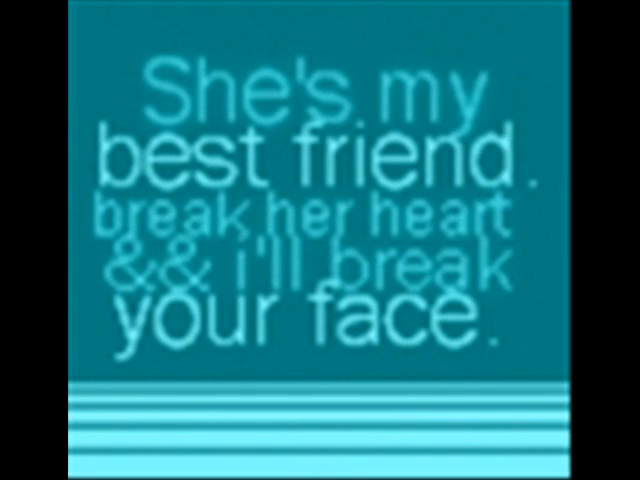 She's my
best friend.
break her heart
&& i'll break
your face.